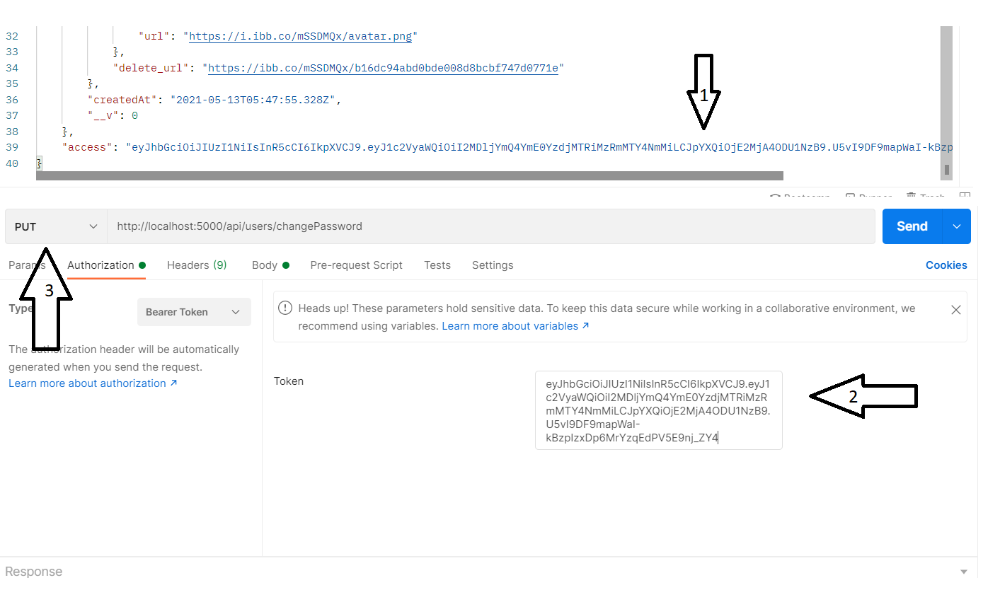 32 "url": "https://i.ibb.co/mSSDMQx/avatar.png"
33 },
34 "delete_url": "https://ibb.co/mSSDMQx/b16dc94abd0bde008d8bcbf747d0771e"
35 },
36 "createdAt": "2021-05-13T05:47:55.328Z",
37 "__v": 0
38 },
39 "access": "eyJhbGciOiJIUzI1NiIsInR5cCI6IkpXVCJ9.eyJ1c2VyaWQiOiI2MDljYmQ4YmE0YzdjMTRiMzRmMTY4NmMiLCJpYXQiOjE2MjA4ODU1NzB9.U5vI9DF9mapWaI-kBzp
40 }
1
PUT
http://localhost:5000/api/users/changePassword
Send
Params
Authorization
Headers (9)
Body
Pre-request Script
Tests
Settings
Cookies
3
Type
Bearer Token
The authorization header will be automatically
generated when you send the request.
Learn more about authorization ↗
Heads up! These parameters hold sensitive data. To keep this data secure while working in a collaborative environment, we
recommend using variables. Learn more about variables ↗
Token
eyJhbGciOiJIUzI1NiIsInR5cCI6IkpXVCJ9.eyJ1
c2VyaWQiOiI2MDljYmQ4YmE0YzdjMTRiMzR
mMTY4NmMiLCJpYXQiOjE2MjA4ODU1NzB9.
U5vI9DF9mapWaI-
kBzpIzxDp6MrYzqEdPV5E9nj_ZY4
2
Response